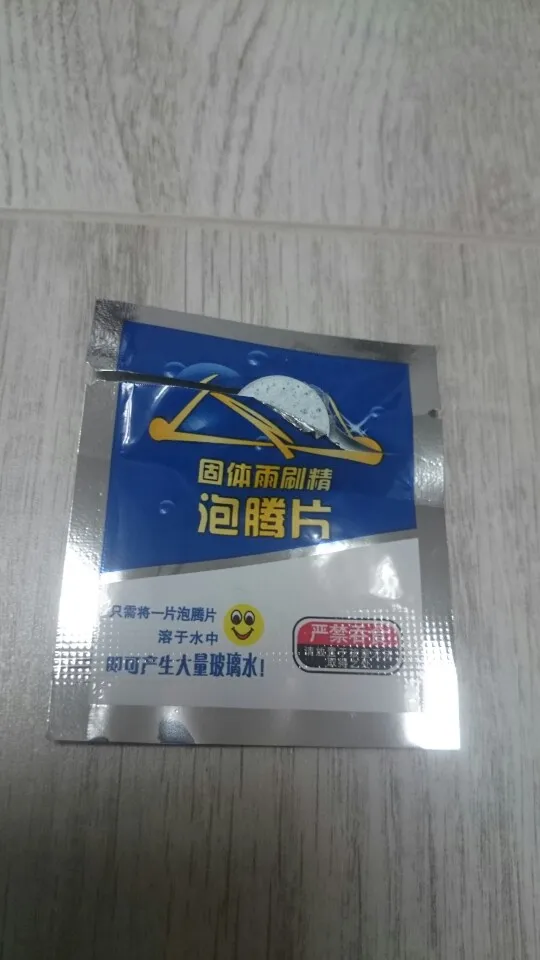 固体雨刷精
泡腾片
只需将一片泡腾片
溶于水中
即可产生大量玻璃水!
严禁吞食